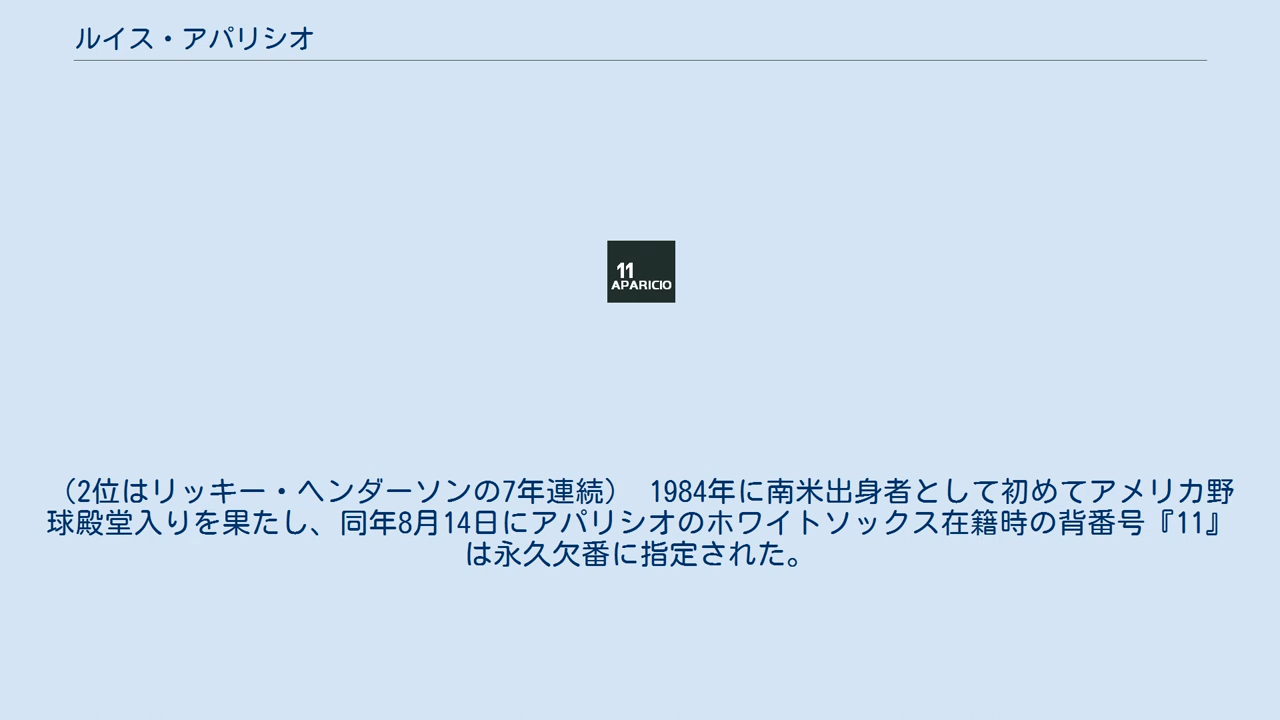 ルイス・アパリシオ
11
APARICIO
（2位はリッキー・ヘンダーソンの7年連続）　1984年に南米出身者として初めてアメリカ野
球殿堂入りを果たし、同年8月14日にアパリシオのホワイトソックス在籍時の背番号『11』
は永久欠番に指定された。